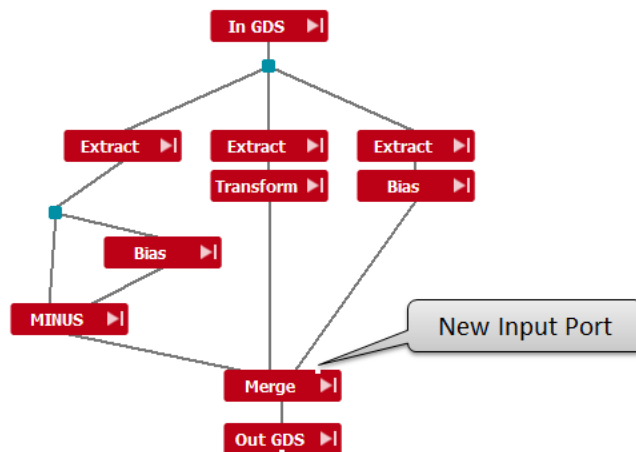 In GDS
Extract
Extract
Extract
Transform
Bias
Bias
MINUS
New Input Port
Merge
Out GDS